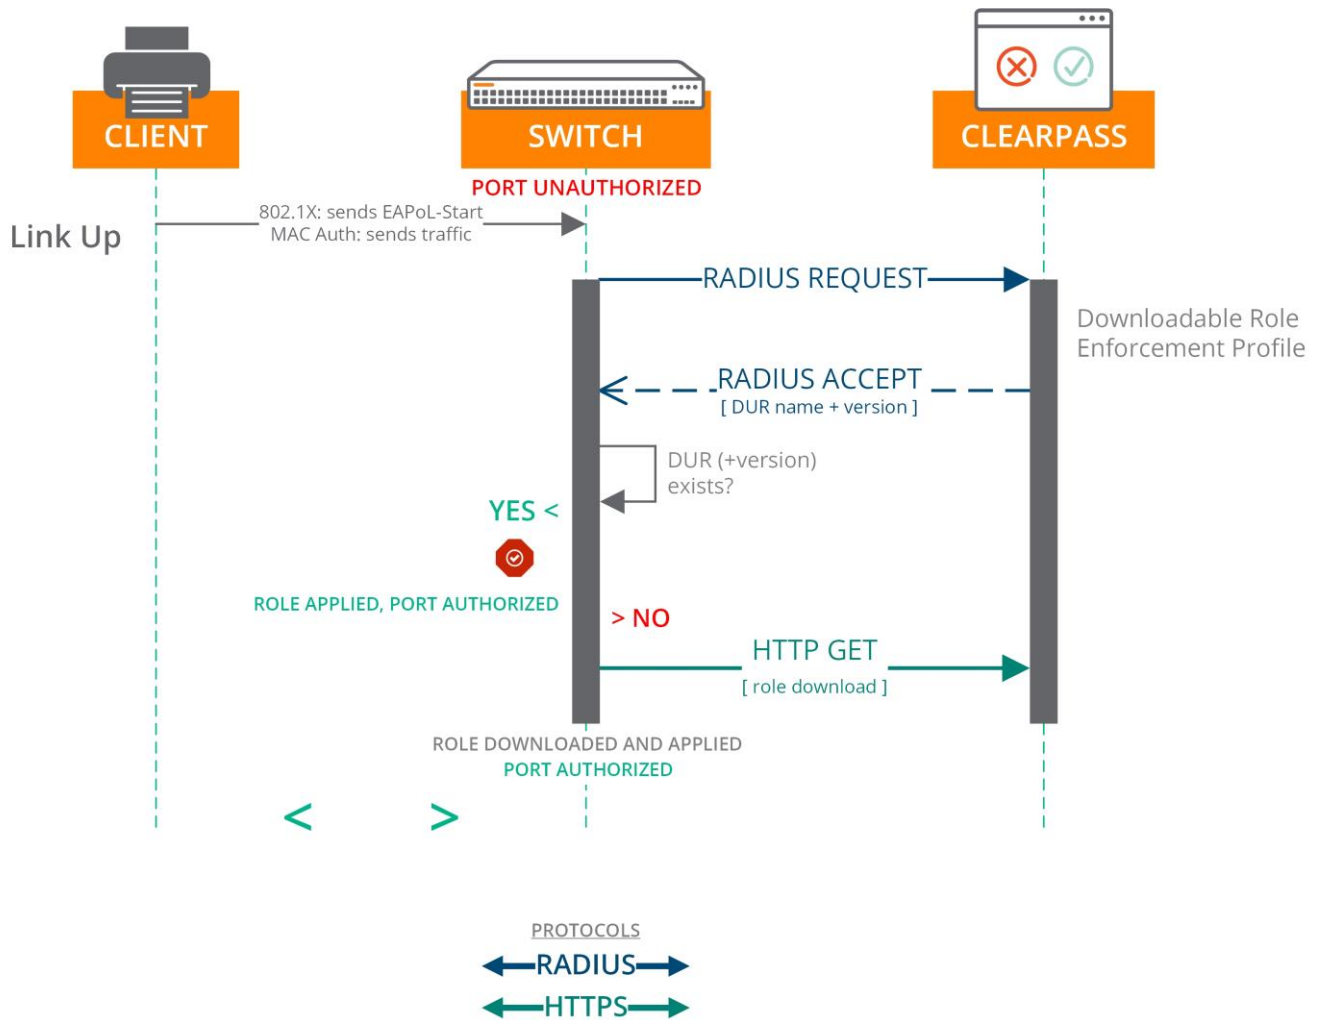 CLIENT
SWITCH
CLEARPASS
PORT UNAUTHORIZED
Link Up
802.1X: sends EAPoL-Start
MAC Auth: sends traffic
RADIUS REQUEST
Downloadable Role
Enforcement Profile
RADIUS ACCEPT
[ DUR name + version ]
DUR (+version)
exists?
YES <
ROLE APPLIED, PORT AUTHORIZED
> NO
HTTP GET
[ role download ]
ROLE DOWNLOADED AND APPLIED
PORT AUTHORIZED
< >
PROTOCOLS
RADIUS
HTTPS